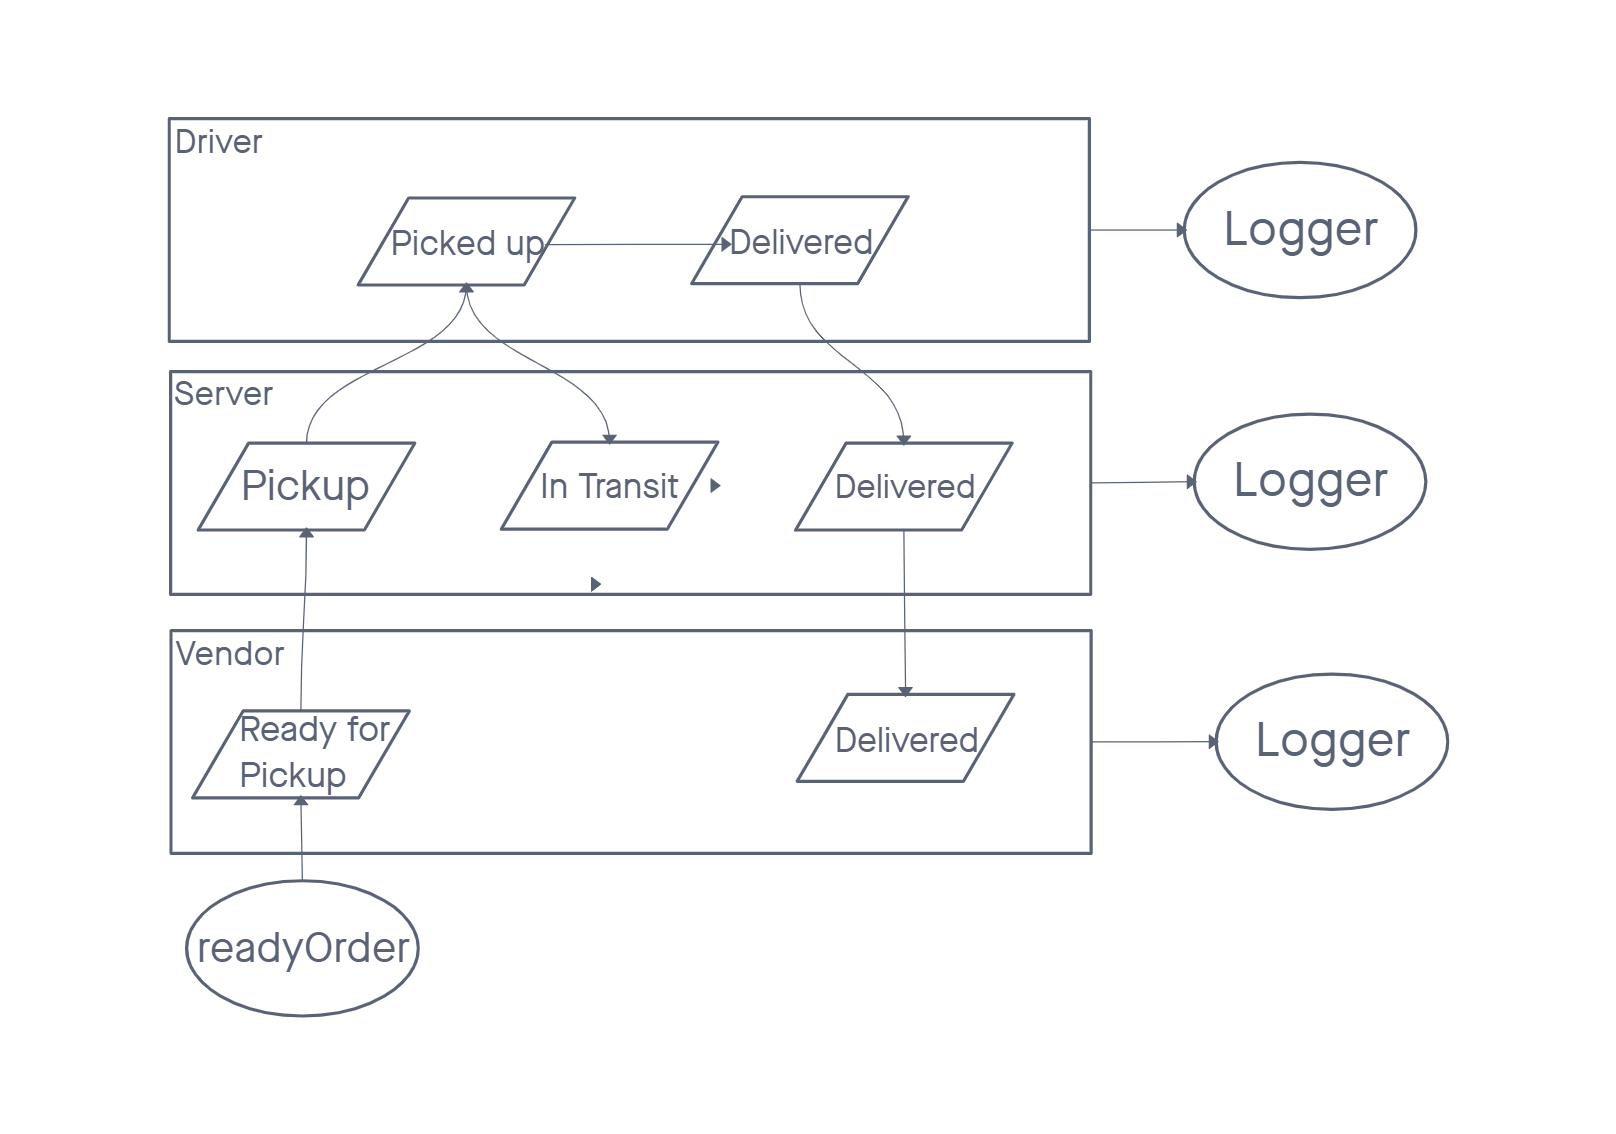 Driver
Picked up
Delivered
Logger
Server
Pickup
In Transit
Delivered
Logger
Vendor
Ready for
Pickup
Delivered
Logger
readyOrder